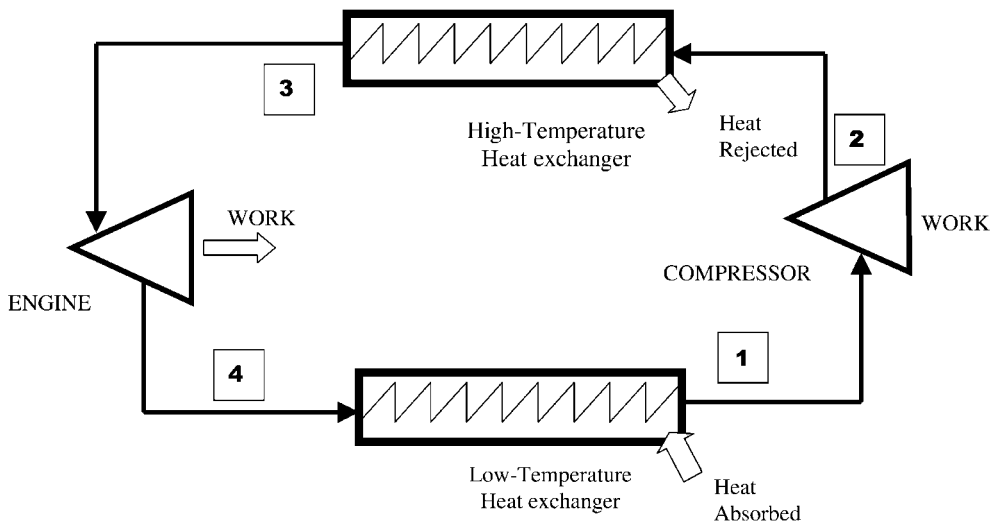 3
High-Temperature
Heat exchanger
Heat
Rejected
2
WORK
WORK
COMPRESSOR
ENGINE
4
1
Low-Temperature
Heat exchanger
Heat
Absorbed